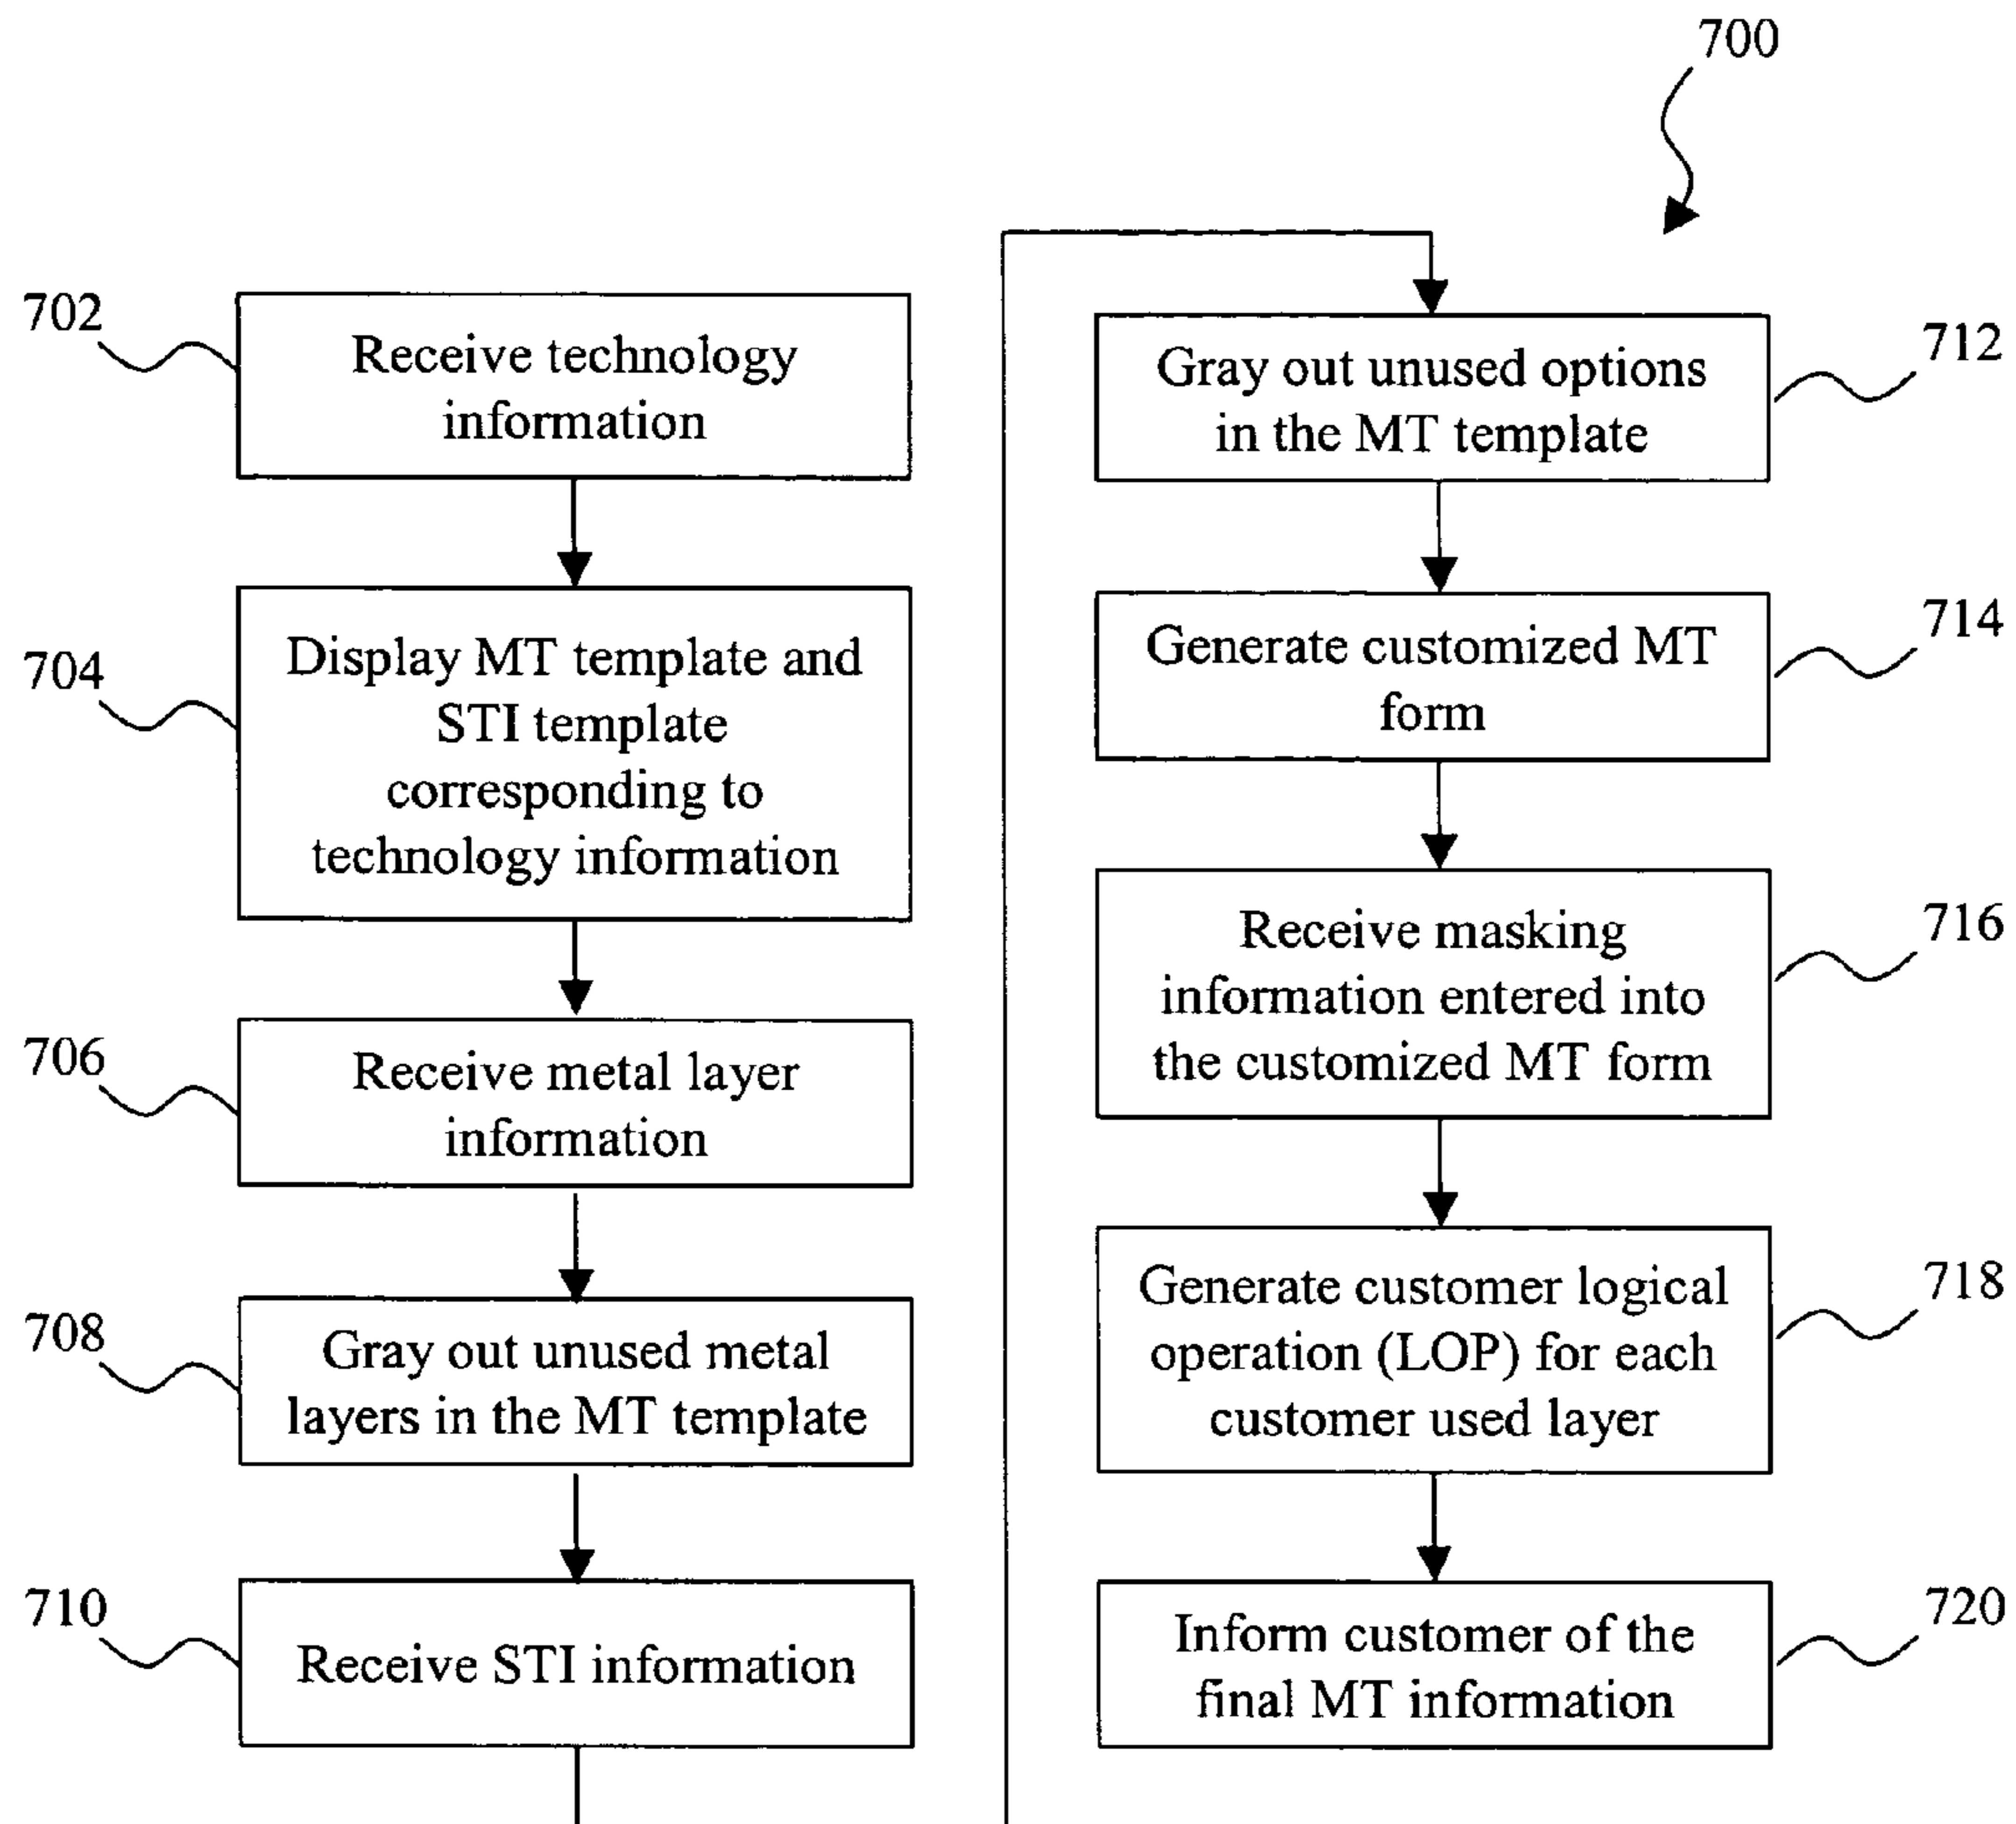 700
702
Receive technology
information
704
Display MT template and
STI template
corresponding to
technology information
706
Receive metal layer
information
708
Gray out unused metal
layers in the MT template
710
Receive STI information
712
Gray out unused options
in the MT template
714
Generate customized MT
form
716
Receive masking
information entered into
the customized MT form
718
Generate customer logical
operation (LOP) for each
customer used layer
720
Inform customer of the
final MT information